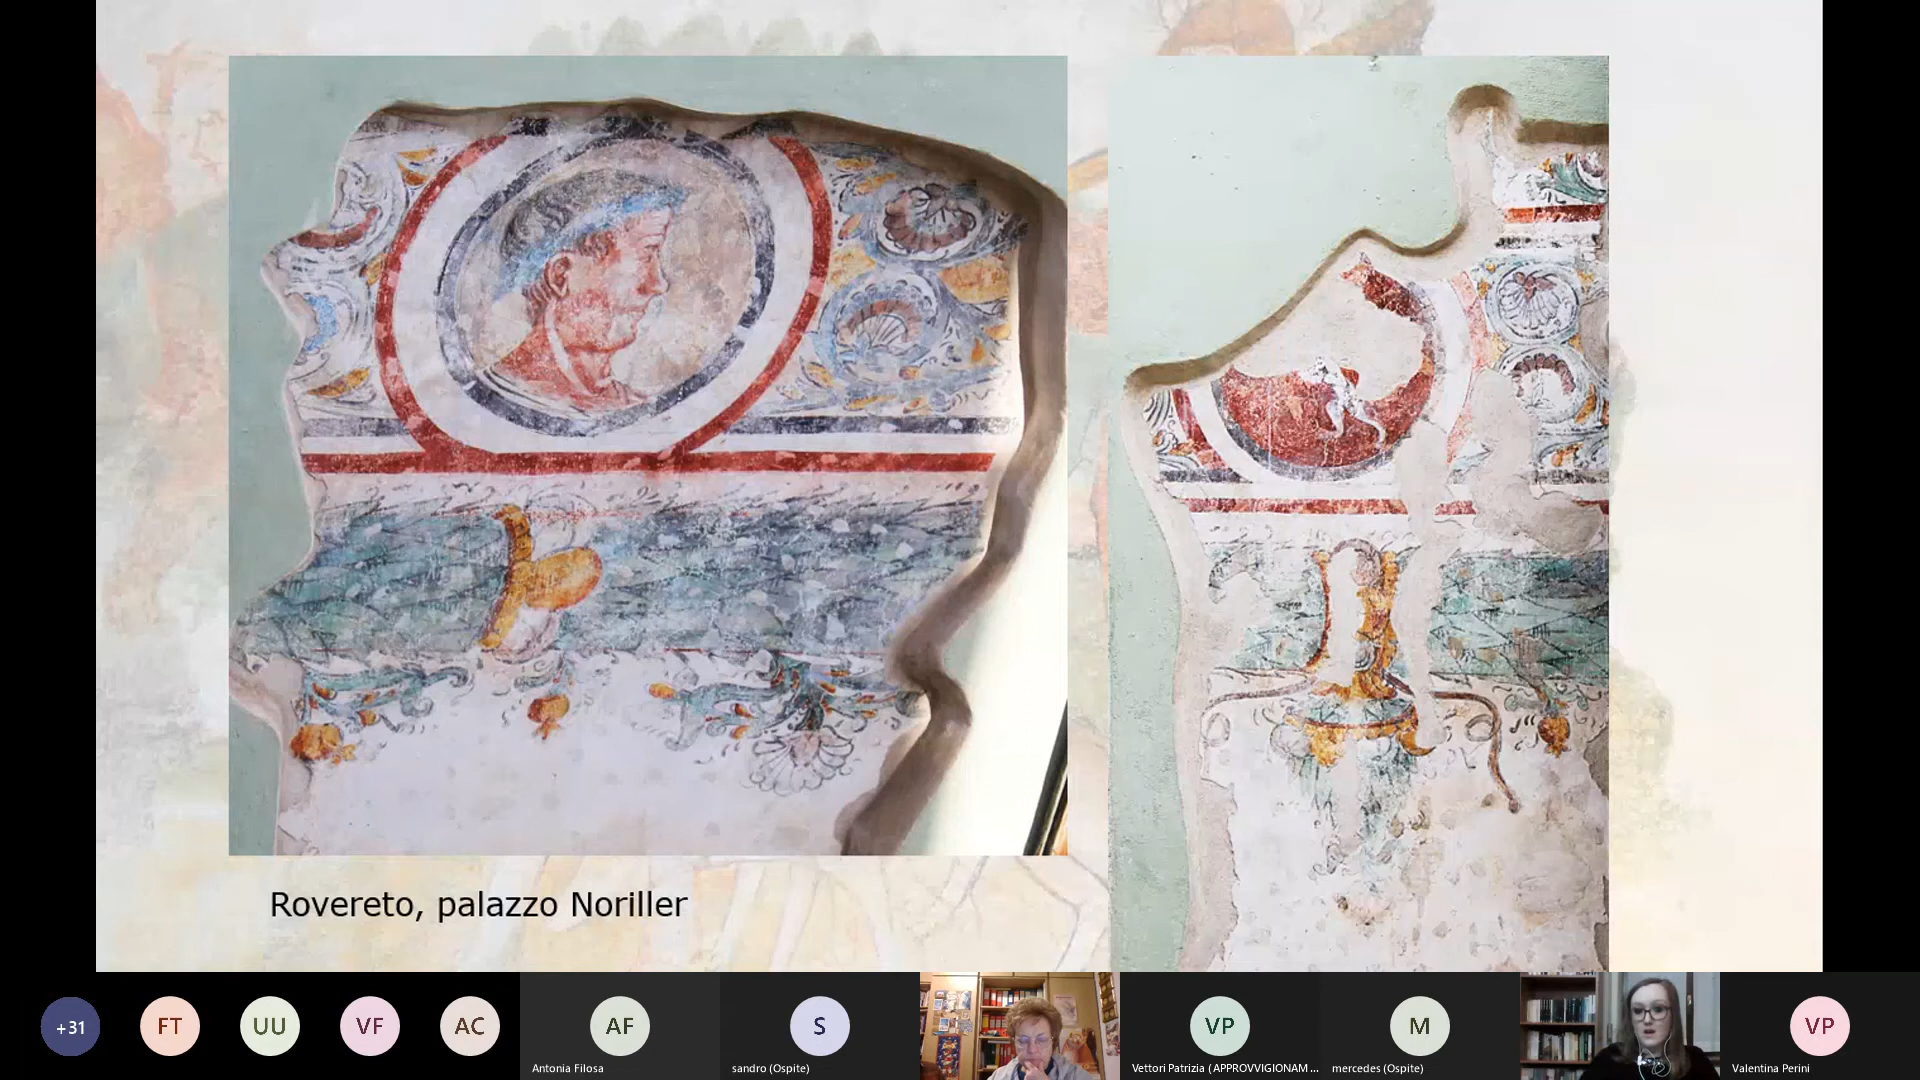 Rovereto, palazzo Noriller
+31
FT
UU
VF
AC
AF
Antonia Filosa
S
sandro (Ospite)
VP
Vettori Patrizia ( APPROVVIGIONAM ...
M
mercedes (Ospite)
VP
Valentina Perini